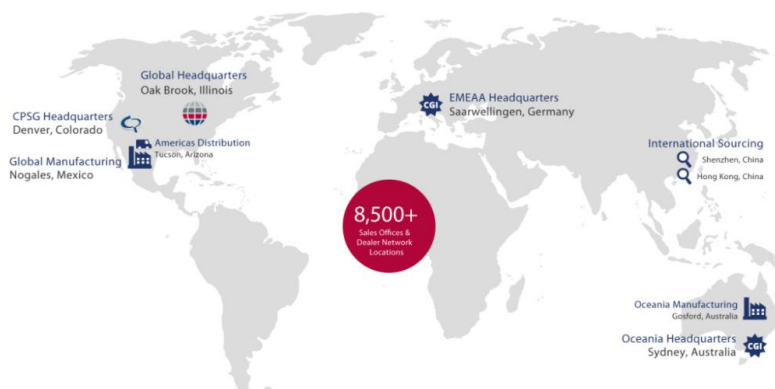 Global Headquarters
Oak Brook, Illinois
CPSG Headquarters
Denver, Colorado
Americas Distribution
Tucson, Arizona
Global Manufacturing
Nogales, Mexico
CGI
EMEAA Headquarters
Saarwellingen, Germany
International Sourcing
Shenzhen, China
Hong Kong, China
8,500+
Sales Offices &
Dealer Network
Locations
Oceania Manufacturing
Gosford, Australia
Oceania Headquarters
Sydney, Australia
CGI